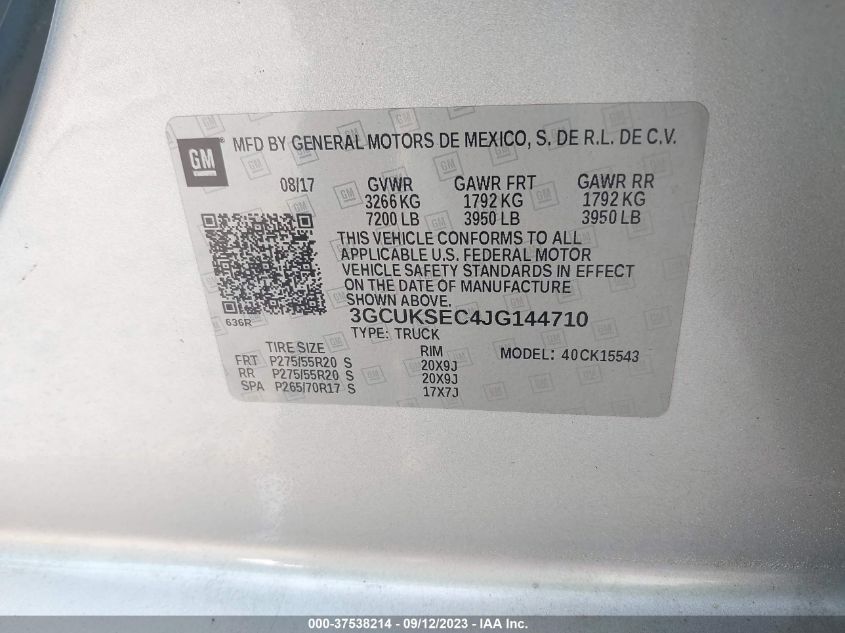 GM ® MFD BY GENERAL MOTORS DE MEXICO, S. DE R.L. DE C.V.
08/17 GVWR GAWR FRT GAWR RR
3266 KG 1792 KG 1792 KG
7200 LB 3950 LB 3950 LB
THIS VEHICLE CONFORMS TO ALL
APPLICABLE U.S. FEDERAL MOTOR
VEHICLE SAFETY STANDARDS IN EFFECT
ON THE DATE OF MANUFACTURE
SHOWN ABOVE.
636R 3GCUKSEC4JG144710
TYPE: TRUCK
TIRE SIZE RIM MODEL: 40CK15543
FRT P275/55R20 S 20X9J
RR P275/55R20 S 20X9J
SPA P265/70R17 S 17X7J
000-37538214 - 09/12/2023 - IAA Inc.